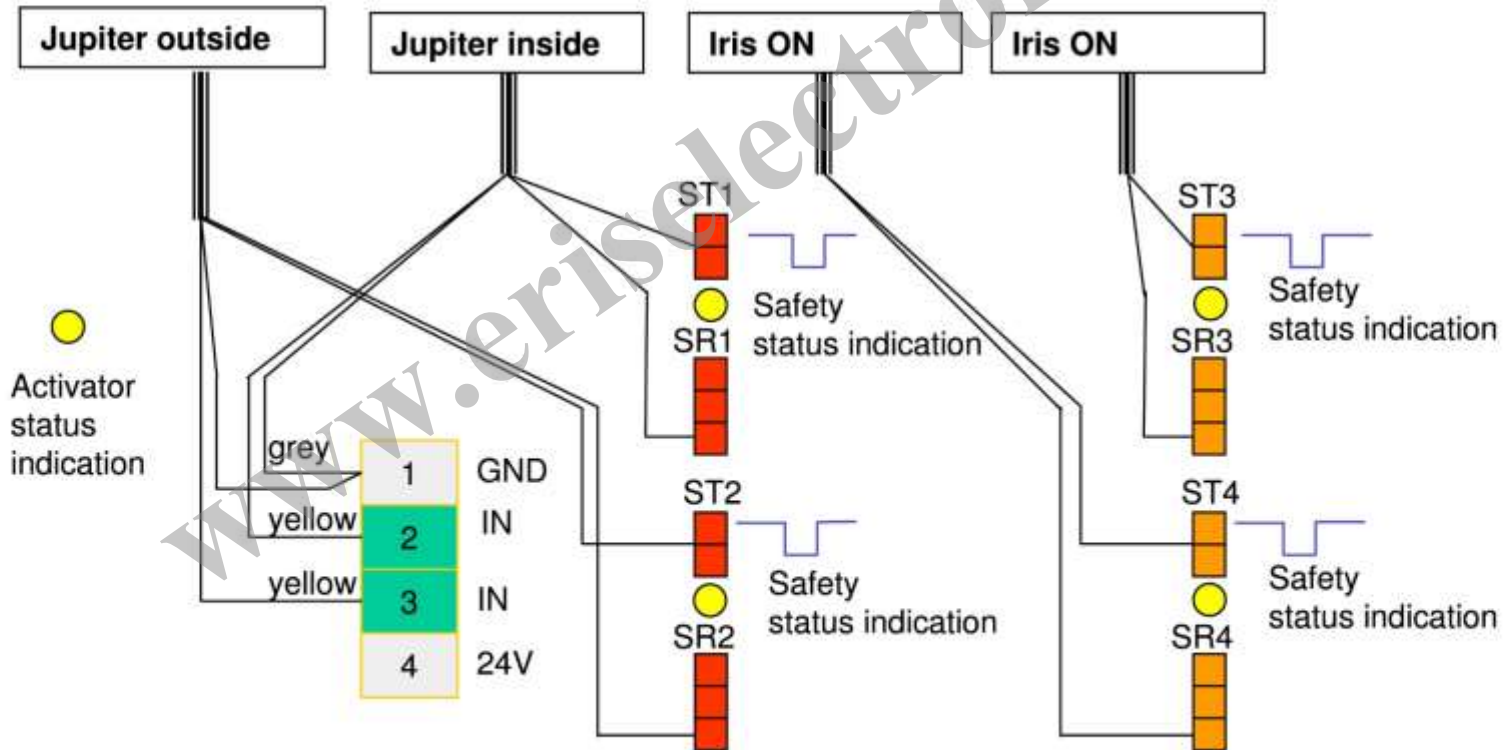 Jupiter outside
Jupiter inside
Iris ON
Iris ON
ST1
ST3
Safety
status indication
Safety
status indication
SR1
SR3
Activator
status
indication
grey
1
GND
yellow
2
IN
yellow
3
IN
4
24V
ST2
ST4
Safety
status indication
Safety
status indication
SR2
SR4
www.eriselectro